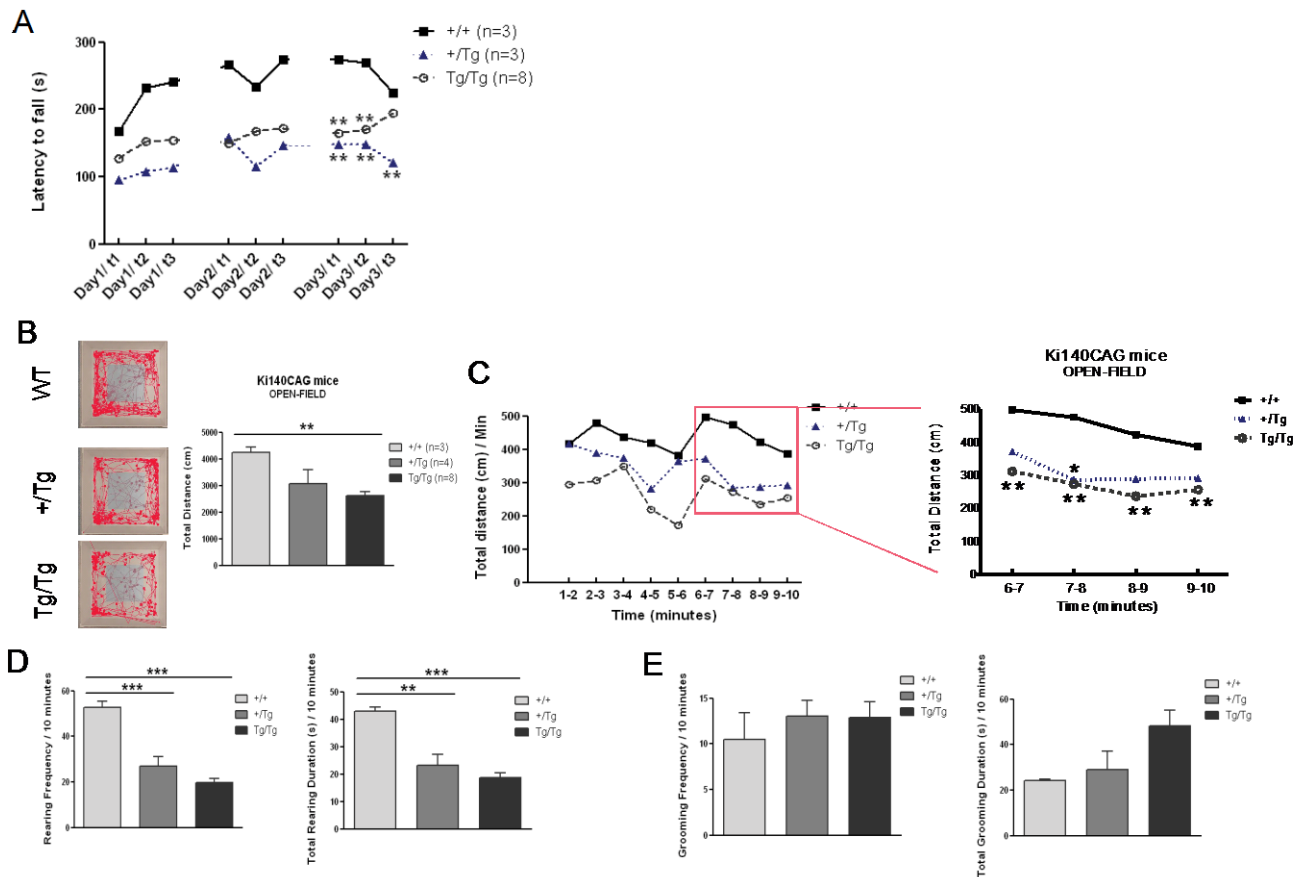 A
Latency to fall (s)
300
200
100
0
Day1/ t1
Day1/ t2
Day1/ t3
Day2/ t1
Day2/ t2
Day2/ t3
Day3/ t1
Day3/ t2
Day3/ t3
** **
** **
**
+/+ (n=3)
+/Tg (n=3)
Tg/Tg (n=8)
B
WT
+/Tg
Tg/Tg
Ki140CAG mice
OPEN-FIELD
**
Total Distance (cm)
5000
4000
3000
2000
1000
0
+/+ (n=3)
+/Tg (n=4)
Tg/Tg (n=8)
C
Total distance (cm) / Min
500
400
300
200
100
0
1-2 2-3 3-4 4-5 5-6 6-7 7-8 8-9 9-10
Time (minutes)
+/+
+/Tg
Tg/Tg
Ki140CAG mice
OPEN-FIELD
Total Distance (cm)
500
400
300
200
100
0
*
** ** ** **
6-7 7-8 8-9 9-10
Time (minutes)
+/+
+/Tg
Tg/Tg
D
Rearing Frequency / 10 minutes
60
40
20
0
***
***
+/+
+/Tg
Tg/Tg
Total Rearing Duration (s) / 10 minutes
50
40
30
20
10
0
***
**
+/+
+/Tg
Tg/Tg
E
Grooming Frequency / 10 minutes
15
10
5
0
+/+
+/Tg
Tg/Tg
Total Grooming Duration (s) / 10 minutes
60
40
20
0
+/+
+/Tg
Tg/Tg